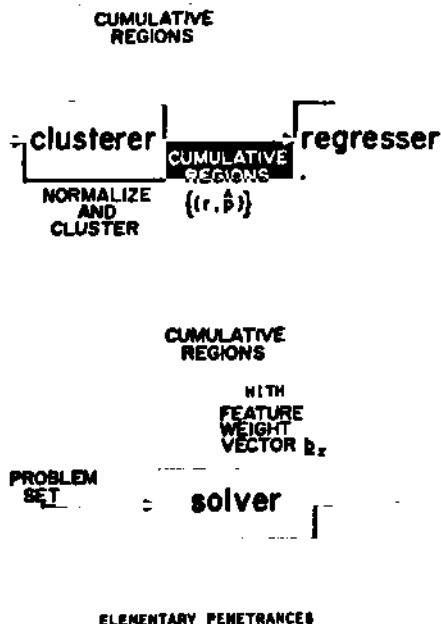 CUMULATIVE
REGIONS
clusterer
regresser
CUMULATIVE
REGIONS
{(r, p̂)}
NORMALIZE
AND
CLUSTER
CUMULATIVE
REGIONS
WITH
FEATURE
WEIGHT
VECTOR b_r
PROBLEM
SET
solver
ELEMENTARY PENETRANCES